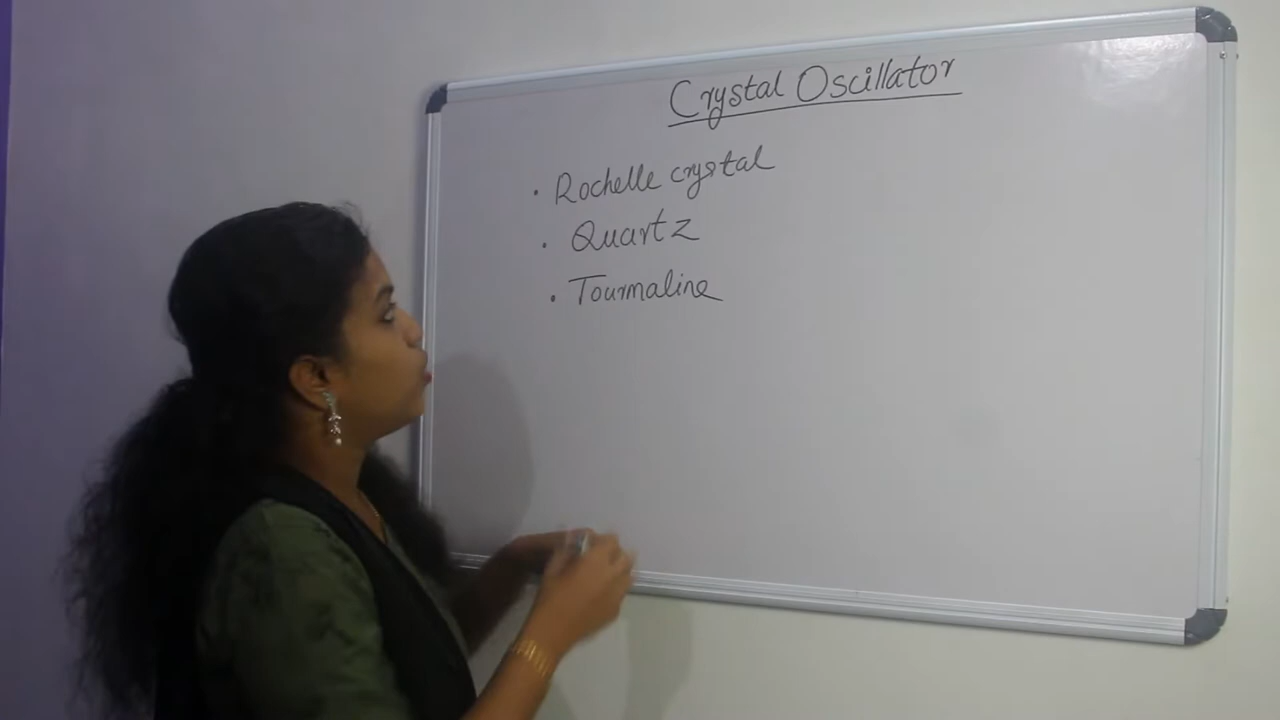 Crystal Oscillator
. Rochelle crystal
. Quartz
. Tourmaline